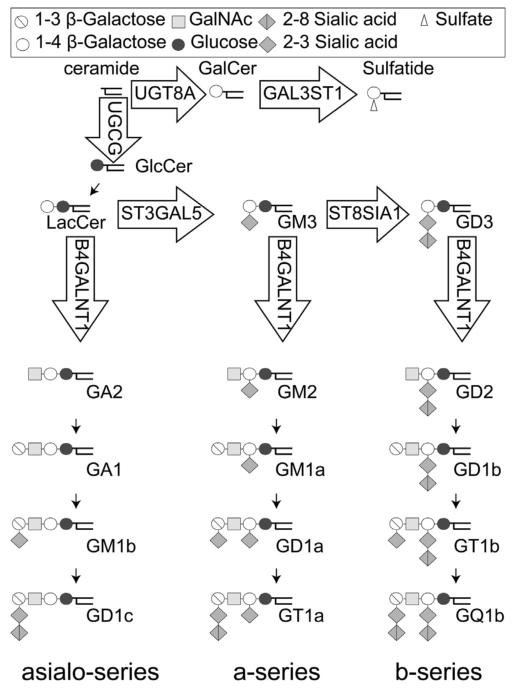 1-3 β-Galactose GalNAc 2-8 Sialic acid Sulfate
1-4 β-Galactose Glucose 2-3 Sialic acid
ceramide GalCer Sulfatide
UGT8A GAL3ST1
UGCG
GlcCer
ST3GAL5 ST8SIA1
LacCer GM3 GD3
B4GALNT1 B4GALNT1 B4GALNT1
GA2 GM2 GD2
GA1 GM1a GD1b
GM1b GD1a GT1b
GD1c GT1a GQ1b
asialo-series a-series b-series